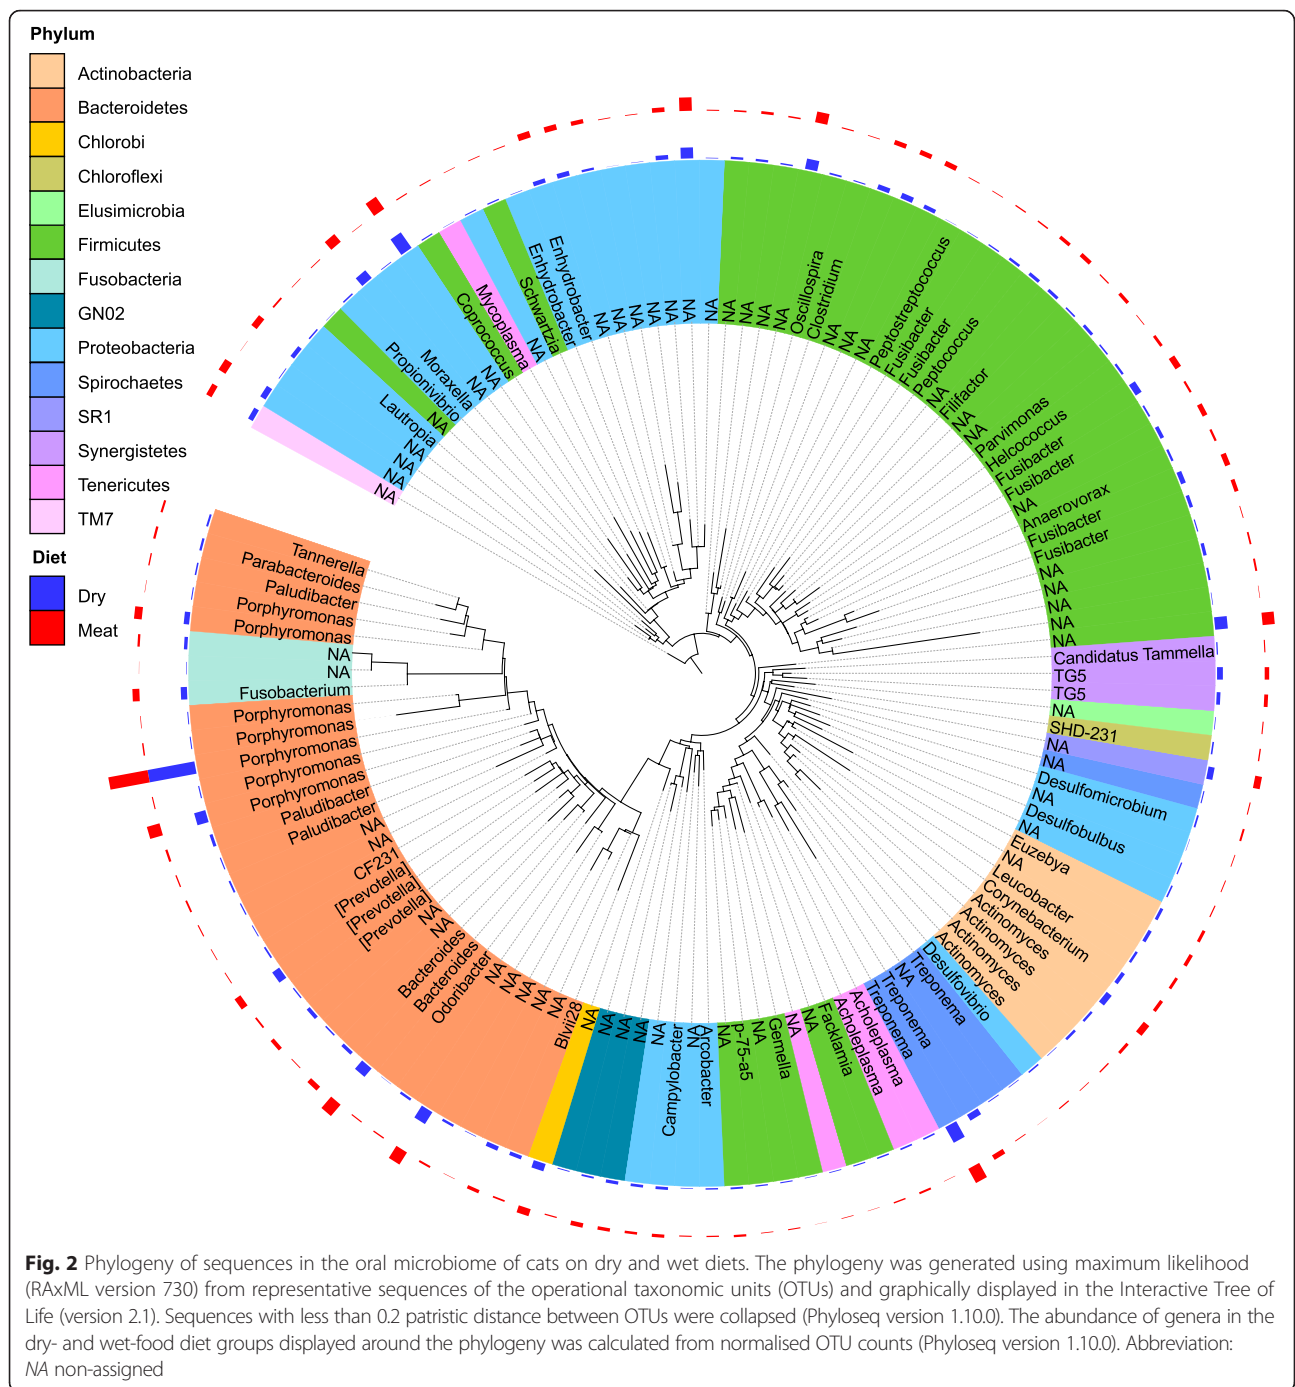 Phylum
Actinobacteria
Bacteroidetes
Chlorobi
Chloroflexi
Elusimicrobia
Firmicutes
Fusobacteria
GN02
Proteobacteria
Spirochaetes
SR1
Synergistetes
Tenericutes
TM7
Diet
Dry
Meat
NA
NA
NA
NA
Lautropia
NA
Propionivibrio
Moraxella
NA
NA
Coprococcus
Mycoplasma
NA
Schwartzia
Enhydrobacter
Enhydrobacter
NA
NA
NA
NA
NA
NA
NA
NA
NA
NA
Oscillospira
Clostridium
NA
NA
NA
Peptostreptococcus
Fusibacter
Fusibacter
Peptococcus
NA
Filifactor
NA
NA
Parvimonas
Helcococcus
Fusibacter
Fusibacter
NA
Anaerovorax
Fusibacter
Fusibacter
NA
NA
NA
NA
NA
Candidatus Tammella
TG5
TG5
NA
SHD-231
NA
NA
Desulfomicrobium
NA
Desulfobulbus
NA
Euzebya
NA
Leucobacter
Corynebacterium
Actinomyces
Actinomyces
Actinomyces
Actinomyces
Desulfovibrio
Treponema
NA
Treponema
Treponema
Acholeplasma
Acholeplasma
Facklamia
NA
NA
Gemella
NA
p-75-a5
NA
Arcobacter
NA
Campylobacter
NA
NA
NA
NA
NA
Blvii28
NA
NA
NA
NA
NA
Odoribacter
Bacteroides
Bacteroides
NA
NA
[Prevotella]
[Prevotella]
[Prevotella]
CF231
NA
NA
Paludibacter
Paludibacter
Porphyromonas
Porphyromonas
Porphyromonas
Porphyromonas
Porphyromonas
Fusobacterium
NA
NA
Porphyromonas
Porphyromonas
Paludibacter
Parabacteroides
Tannerella
Fig. 2 Phylogeny of sequences in the oral microbiome of cats on dry and wet diets. The phylogeny was generated using maximum likelihood
(RAxML version 730) from representative sequences of the operational taxonomic units (OTUs) and graphically displayed in the Interactive Tree of
Life (version 2.1). Sequences with less than 0.2 patristic distance between OTUs were collapsed (Phyloseq version 1.10.0). The abundance of genera in the
dry- and wet-food diet groups displayed around the phylogeny was calculated from normalised OTU counts (Phyloseq version 1.10.0). Abbreviation:
NA non-assigned